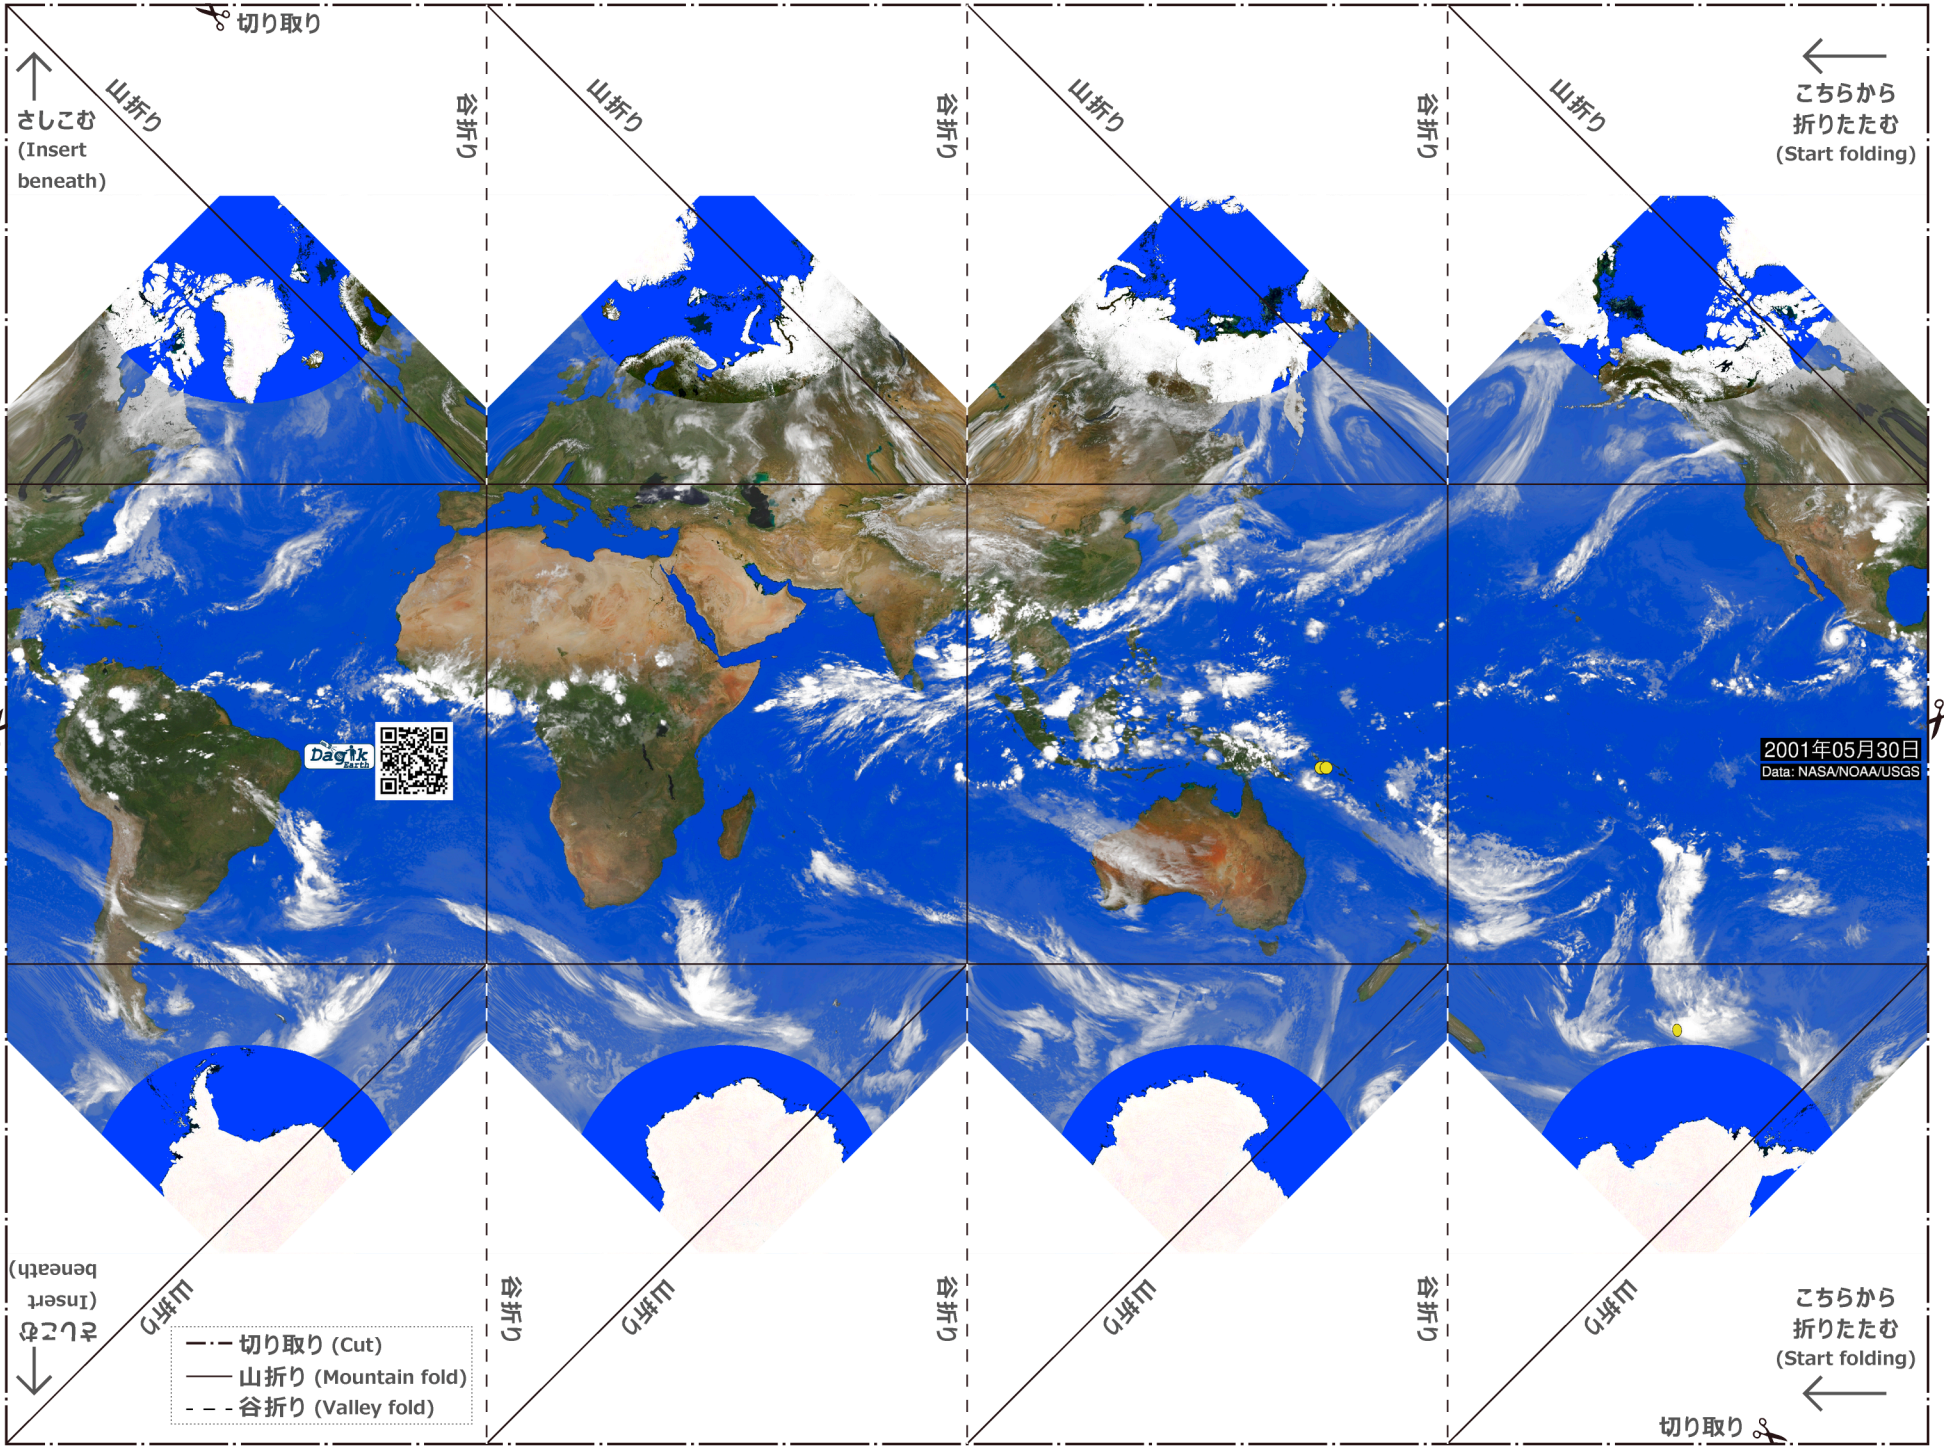 切り取り
さしこむ
(Insert
beneath)
山折り
谷折り
山折り
谷折り
山折り
谷折り
山折り
こちらから
折りたたむ
(Start folding)
Dagik
Earth
2001年05月30日
Data: NASA/NOAA/USGS
さしこむ
(Insert
beneath)
山折り
谷折り
山折り
谷折り
山折り
谷折り
山折り
こちらから
折りたたむ
(Start folding)
切り取り (Cut)
山折り (Mountain fold)
谷折り (Valley fold)
切り取り